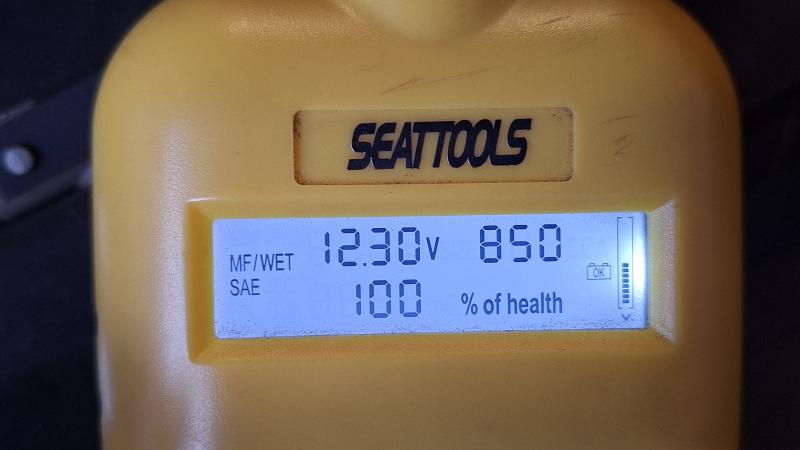 SEATTOOLS
MF/WET 12.30V 850
OK
SAE 100 % of health